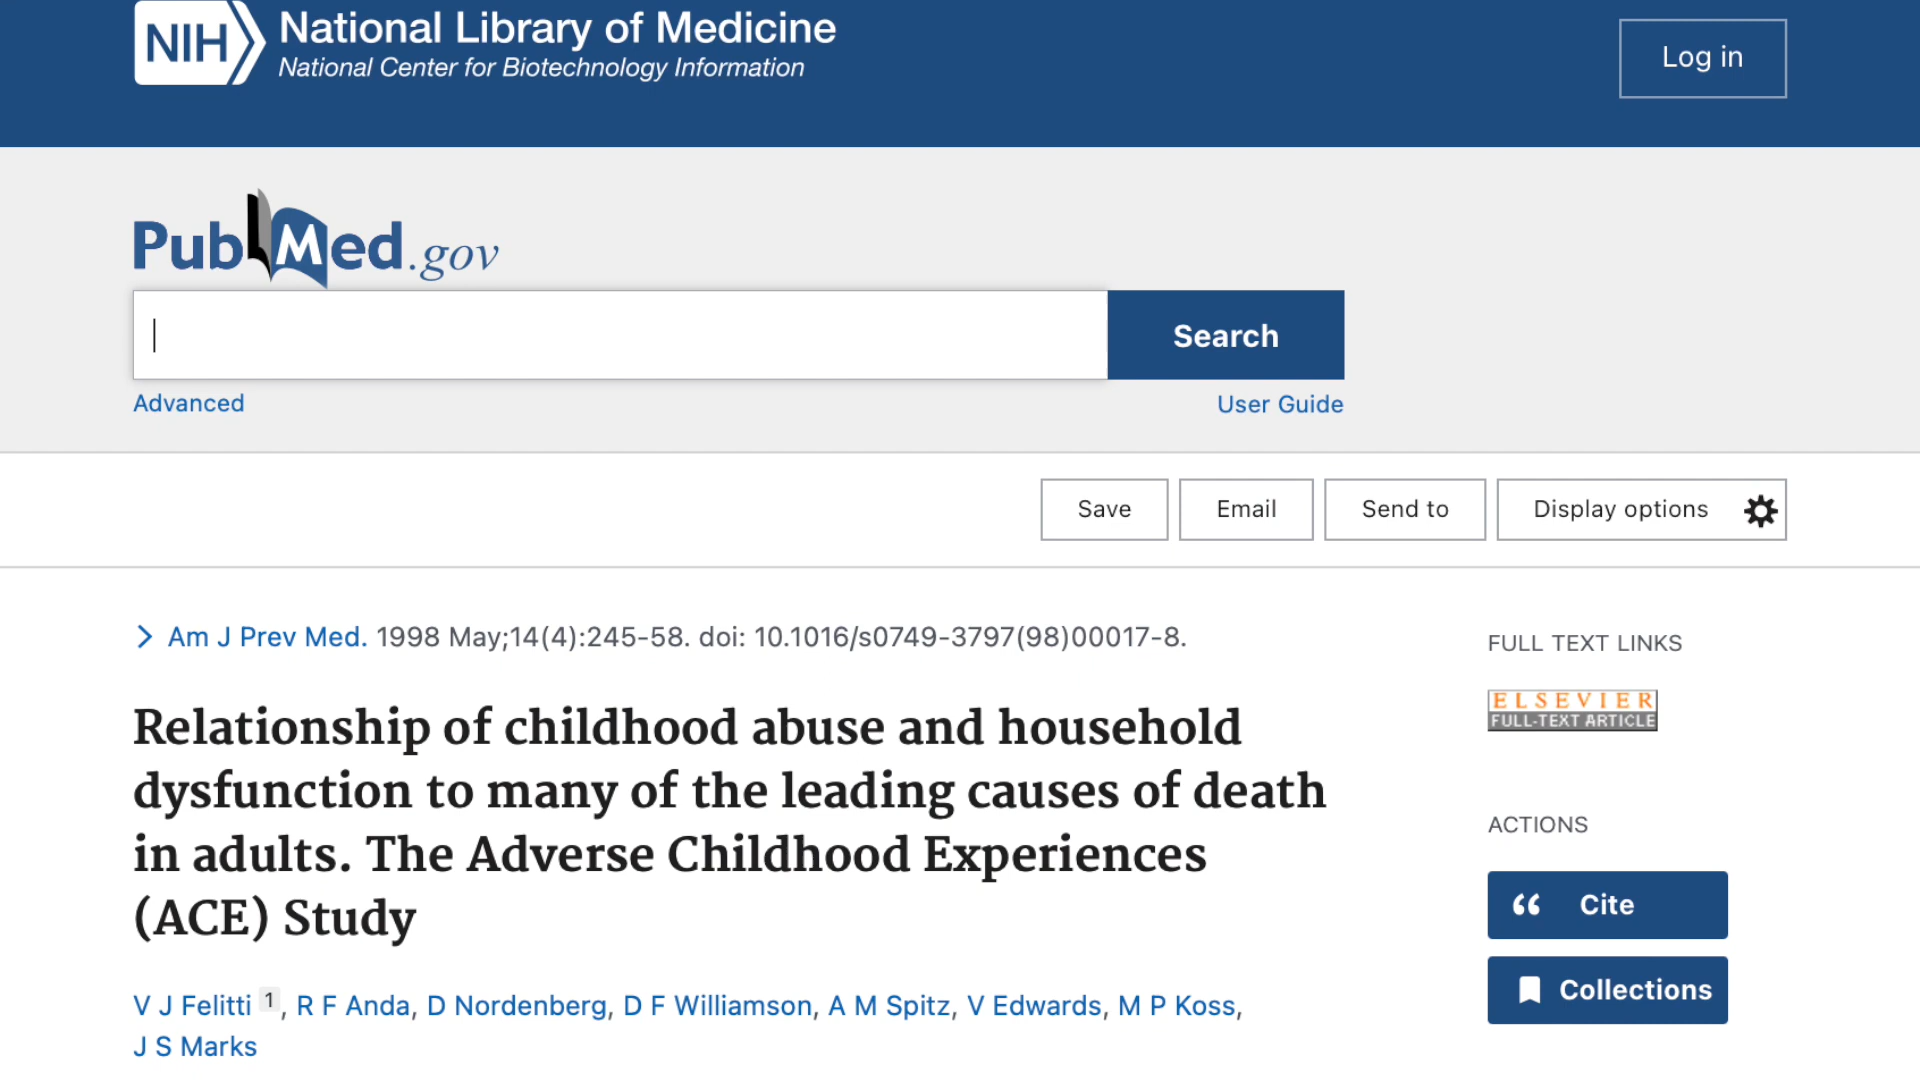 NIH National Library of Medicine
National Center for Biotechnology Information
Log in
PubMed.gov
Search
Advanced
User Guide
Save
Email
Send to
Display options
Am J Prev Med. 1998 May;14(4):245-58. doi: 10.1016/s0749-3797(98)00017-8.
Relationship of childhood abuse and household
dysfunction to many of the leading causes of death
in adults. The Adverse Childhood Experiences
(ACE) Study
V J Felitti 1, R F Anda, D Nordenberg, D F Williamson, A M Spitz, V Edwards, M P Koss,
J S Marks
FULL TEXT LINKS
ELSEVIER
FULL-TEXT ARTICLE
ACTIONS
Cite
Collections